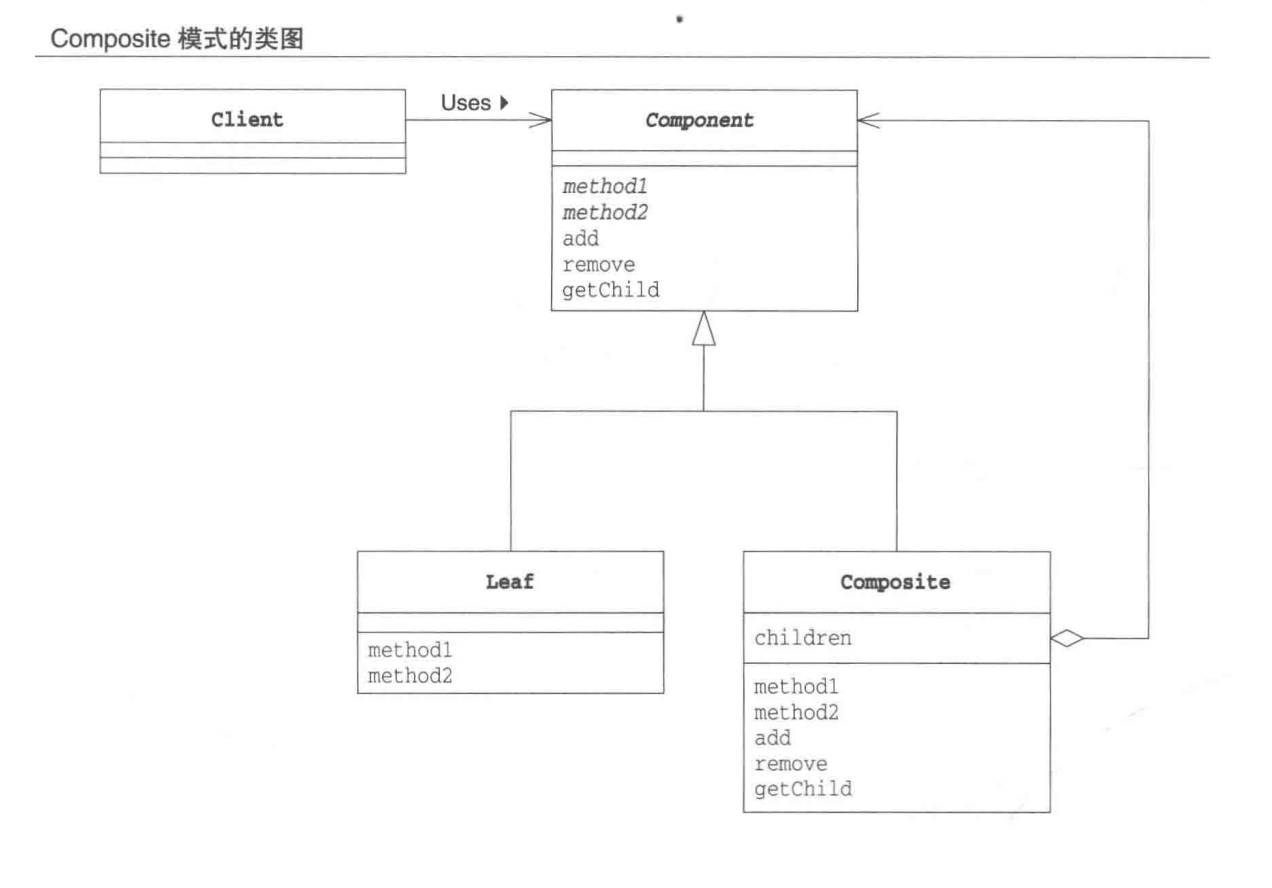 Composite 模式的类图
Client
Uses
Component
method1
method2
add
remove
getChild
Leaf
method1
method2
Composite
children
method1
method2
add
remove
getChild